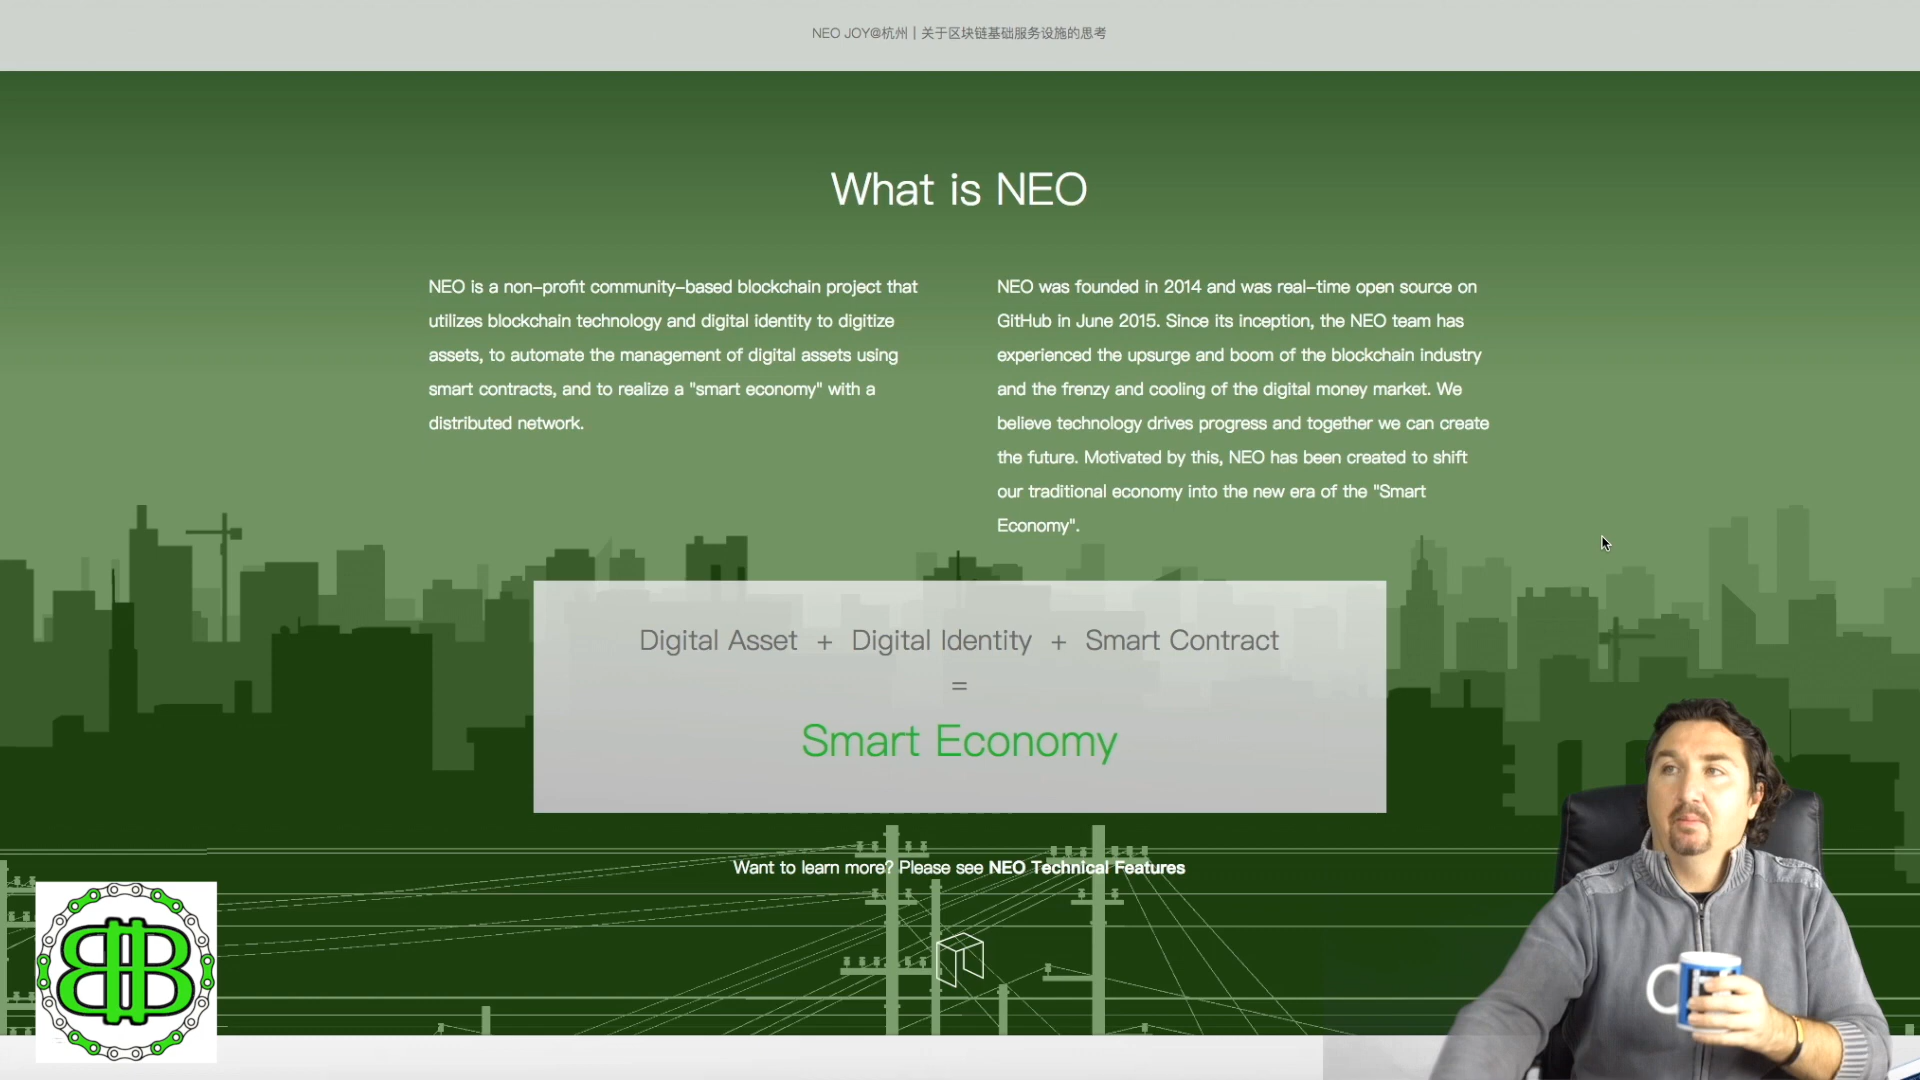 NEO JOY@杭州 | 关于区块链基础服务设施的思考
What is NEO
NEO is a non-profit community-based blockchain project that
utilizes blockchain technology and digital identity to digitize
assets, to automate the management of digital assets using
smart contracts, and to realize a "smart economy" with a
distributed network.
NEO was founded in 2014 and was real-time open source on
GitHub in June 2015. Since its inception, the NEO team has
experienced the upsurge and boom of the blockchain industry
and the frenzy and cooling of the digital money market. We
believe technology drives progress and together we can create
the future. Motivated by this, NEO has been created to shift
our traditional economy into the new era of the "Smart
Economy".
Digital Asset + Digital Identity + Smart Contract
=
Smart Economy
Want to learn more? Please see NEO Technical Features